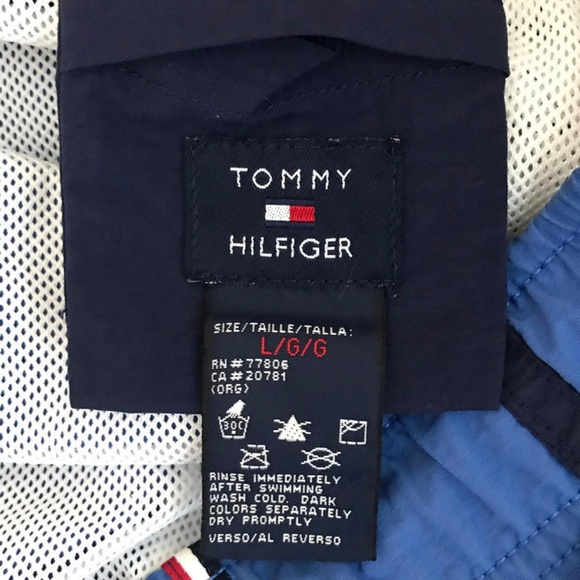 TOMMY
HILFIGER
SIZE/TAILLE/TALLA:
L/G/G
RN#77806
CA#20781
(ORG)
30C
RINSE IMMEDIATELY
AFTER SWIMMING
WASH COLD. DARK
COLORS SEPARATELY
DRY PROMPTLY
VERSO/AL REVERSO